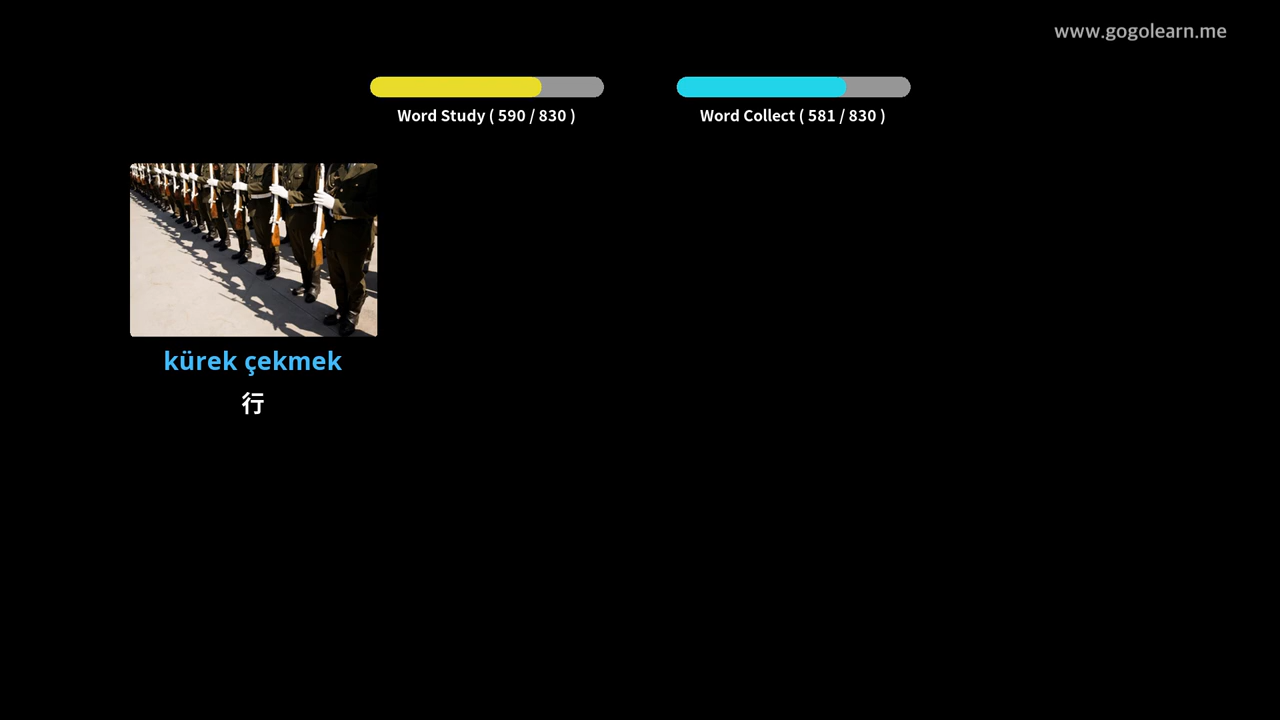 www.gogolearn.me
Word Study ( 590 / 830 )
Word Collect ( 581 / 830 )
kürek çekmek
行